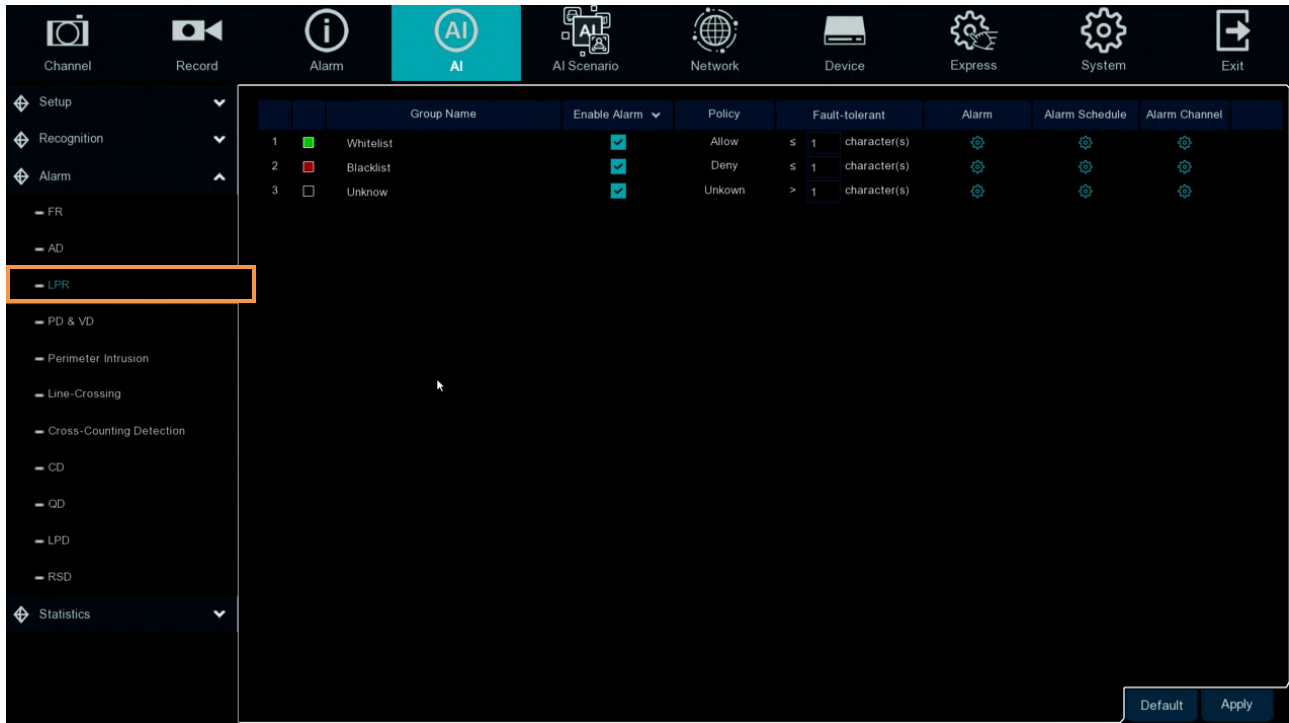 Channel Record Alarm AI AI Scenario Network Device Express System Exit
Setup
Recognition
Alarm
FR
AD
LPR
PD & VD
Perimeter Intrusion
Line-Crossing
Cross-Counting Detection
CD
QD
LPD
RSD
Statistics
Group Name Enable Alarm Policy Fault-tolerant Alarm Alarm Schedule Alarm Channel
1 Whitelist Allow ≤ 1 character(s)
2 Blacklist Deny ≤ 1 character(s)
3 Unknow Unkown > 1 character(s)
Default Apply